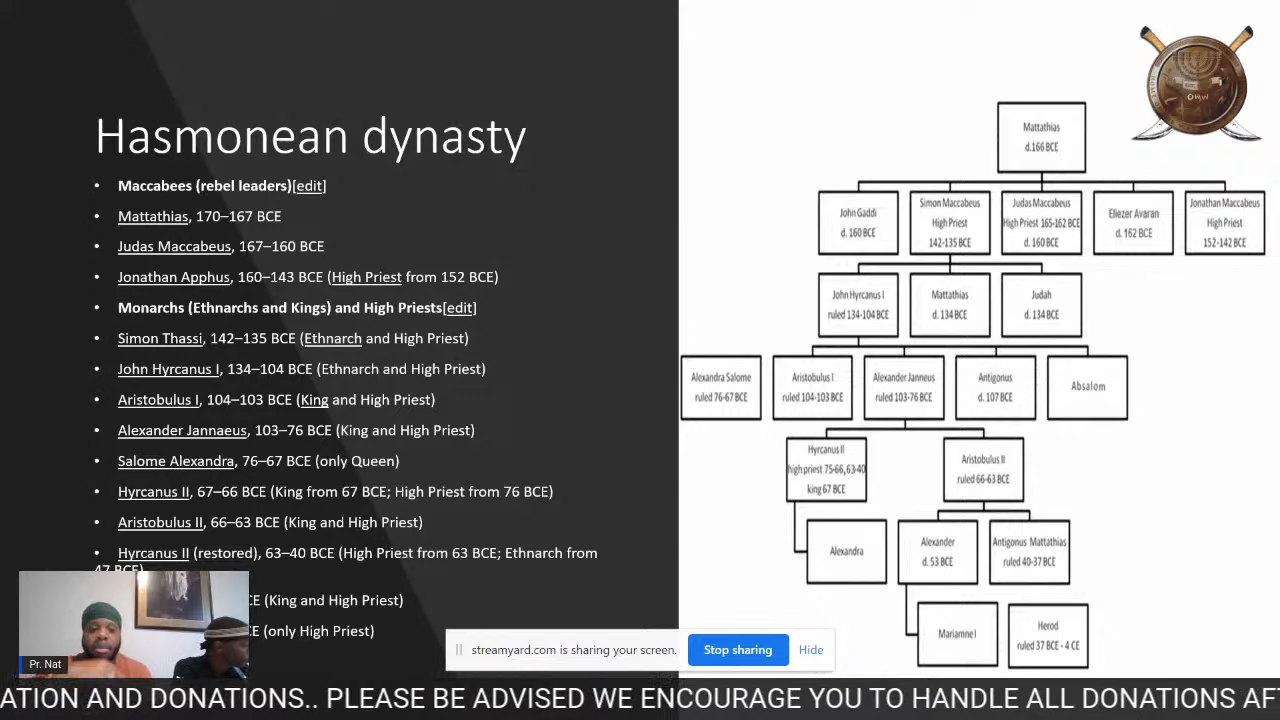 Hasmonean dynasty
• Maccabees (rebel leaders)[edit]
• Mattathias, 170–167 BCE
• Judas Maccabeus, 167–160 BCE
• Jonathan Apphus, 160–143 BCE (High Priest from 152 BCE)
• Monarchs (Ethnarchs and Kings) and High Priests[edit]
• Simon Thassi, 142–135 BCE (Ethnarch and High Priest)
• John Hyrcanus I, 134–104 BCE (Ethnarch and High Priest)
• Aristobulus I, 104–103 BCE (King and High Priest)
• Alexander Jannaeus, 103–76 BCE (King and High Priest)
• Salome Alexandra, 76–67 BCE (only Queen)
• Hyrcanus II, 67–66 BCE (King from 67 BCE; High Priest from 76 BCE)
• Aristobulus II, 66–63 BCE (King and High Priest)
• Hyrcanus II (restored), 63–40 BCE (High Priest from 63 BCE; Ethnarch from
47 BCE)
CE (King and High Priest)
CE (only High Priest)
Mattathias
d.166 BCE
John Gaddi
d. 160 BCE
Simon Maccabeus
High Priest
142-135 BCE
Judas Maccabeus
High Priest 165-162 BCE
d. 160 BCE
Eliezer Avaran
d. 162 BCE
Jonathan Maccabeus
High Priest
152-142 BCE
John Hyrcanus I
ruled 134-104 BCE
Mattathias
d. 134 BCE
Judah
d. 134 BCE
Alexandra Salome
ruled 76-67 BCE
Aristobulus I
ruled 104-103 BCE
Alexander Janneus
ruled 103-76 BCE
Antigonus
d. 107 BCE
Absalom
Hyrcanus II
high priest 75-66, 63-40
king 67 BCE
Aristobulus II
ruled 66-63 BCE
Alexandra
Alexander
d. 53 BCE
Antigonus Mattathias
ruled 40-37 BCE
Mariamne I
Herod
ruled 37 BCE - 4 CE
OMW
Pr. Nat
streamyard.com is sharing your screen.
Stop sharing
Hide
ATION AND DONATIONS.. PLEASE BE ADVISED WE ENCOURAGE YOU TO HANDLE ALL DONATIONS AF